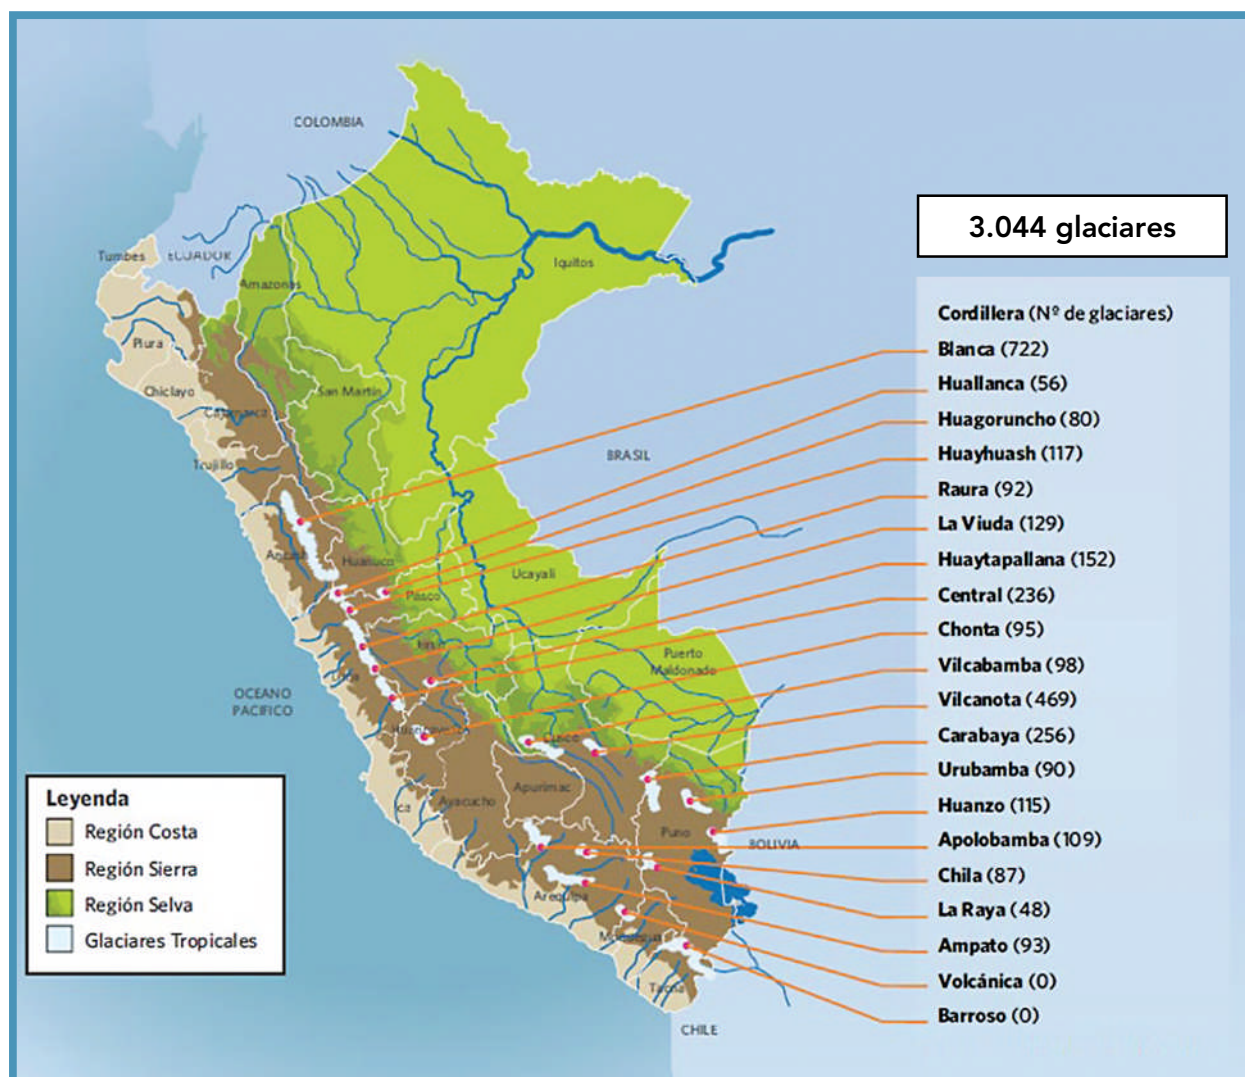 COLOMBIA
3.044 glaciares
Tumbes
ECUADOR
Iquitos
Amazonas
Cordillera (Nº de glaciares)
Piura
Blanca (722)
Chiclayo
San Martín
Huallanca (56)
Cajamarca
Huagoruncho (80)
Trujillo
BRASIL
Huayhuash (117)
Raura (92)
La Viuda (129)
Ancash
Huánuco
Huaytapallana (152)
Ucayali
Pasco
Central (236)
Junín
Chonta (95)
Puerto
Maldonado
Lima
Vilcabamba (98)
OCEANO
PACIFICO
Vilcanota (469)
Huancavelica
Cusco
Carabaya (256)
Urubamba (90)
Leyenda
Apurimac
Ica
Ayacucho
Huanzo (115)
Región Costa
Puno
BOLIVIA
Apolobamba (109)
Región Sierra
Chila (87)
Región Selva
Arequipa
La Raya (48)
Glaciares Tropicales
Moquegua
Ampato (93)
Volcánica (0)
Tacna
Barroso (0)
CHILE